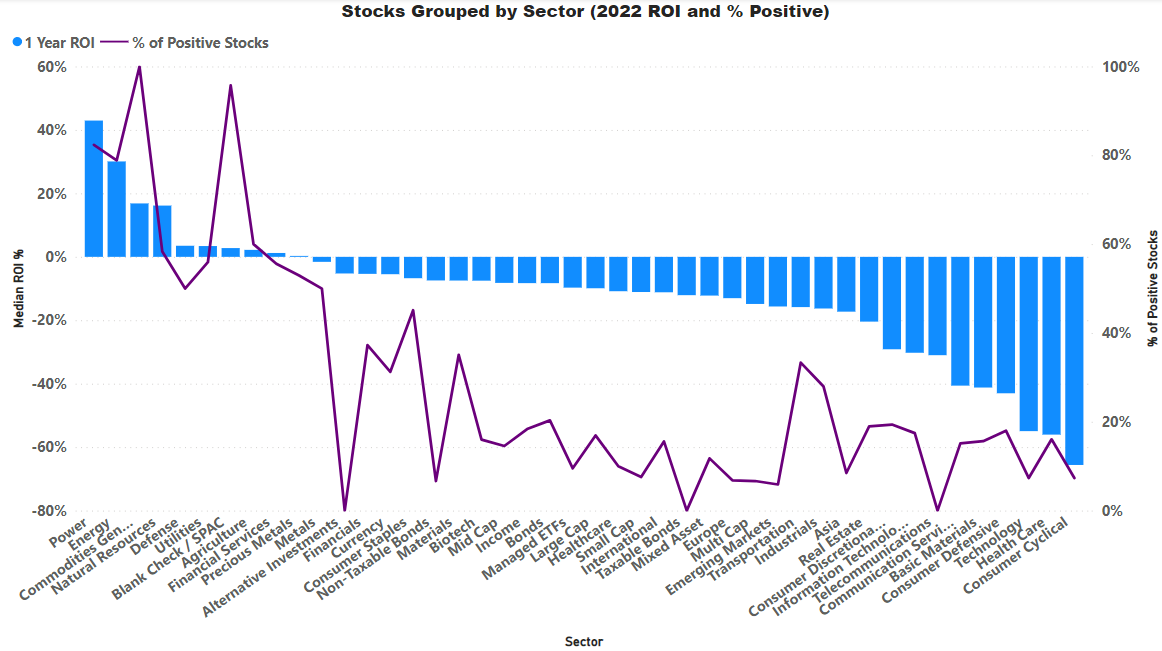 Stocks Grouped by Sector (2022 ROI and % Positive)
1 Year ROI
% of Positive Stocks
60%
40%
20%
0%
-20%
-40%
-60%
-80%
Median ROI %
100%
80%
60%
40%
20%
0%
% of Positive Stocks
Power
Energy
Commodities Gen...
Natural Resources
Defense
Utilities
Blank Check / SPAC
Agriculture
Financial Services
Precious Metals
Metals
Alternative Investments
Financials
Currency
Consumer Staples
Non-Taxable Bonds
Materials
Biotech
Mid Cap
Income
Bonds
Managed ETFs
Large Cap
Healthcare
Small Cap
International
Taxable Bonds
Mixed Asset
Europe
Multi Cap
Emerging Markets
Transportation
Industrials
Asia
Real Estate
Consumer Discretiona...
Information Technolo...
Telecommunications
Communication Servi...
Basic Materials
Consumer Defensive
Technology
Health Care
Consumer Cyclical
Sector